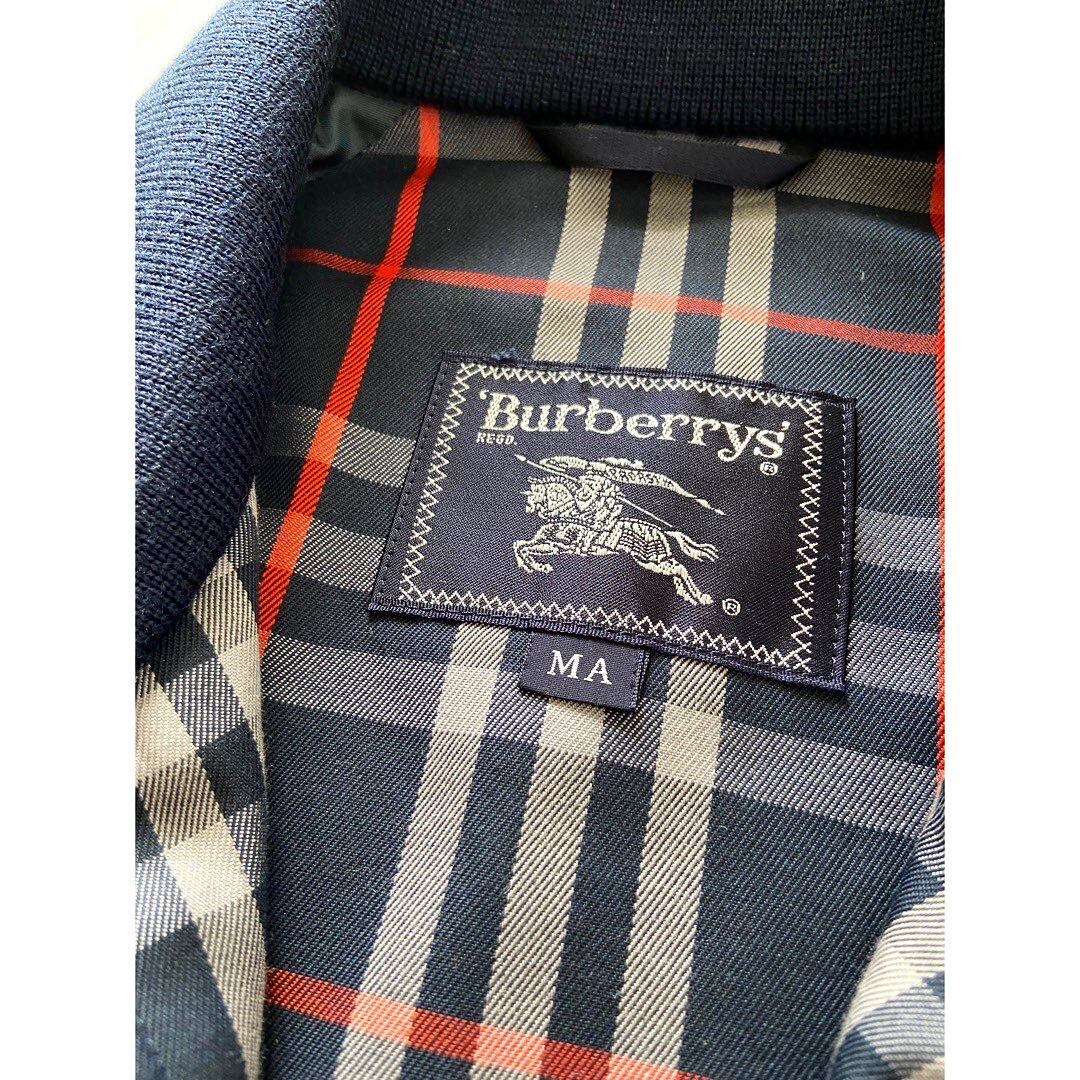 'Burberrys'
REGD.
®
®
MA